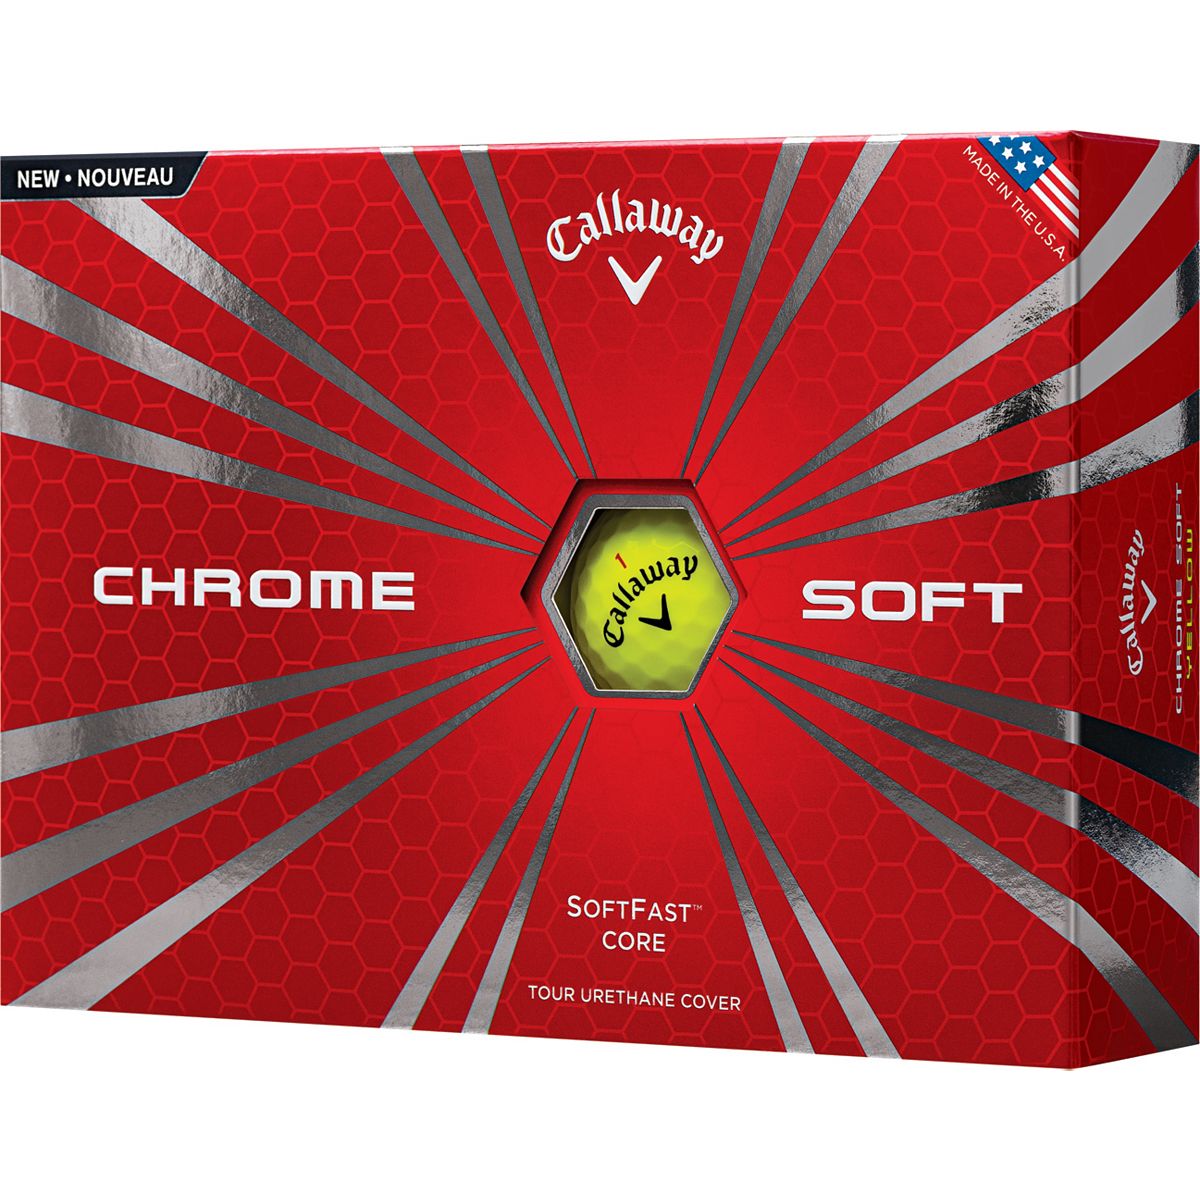 NEW • NOUVEAU
Callaway
MADE IN THE U.S.A.
CHROME SOFT
1
Callaway
SOFTFAST™
CORE
TOUR URETHANE COVER
Callaway
CHROME SOFT
YELLOW